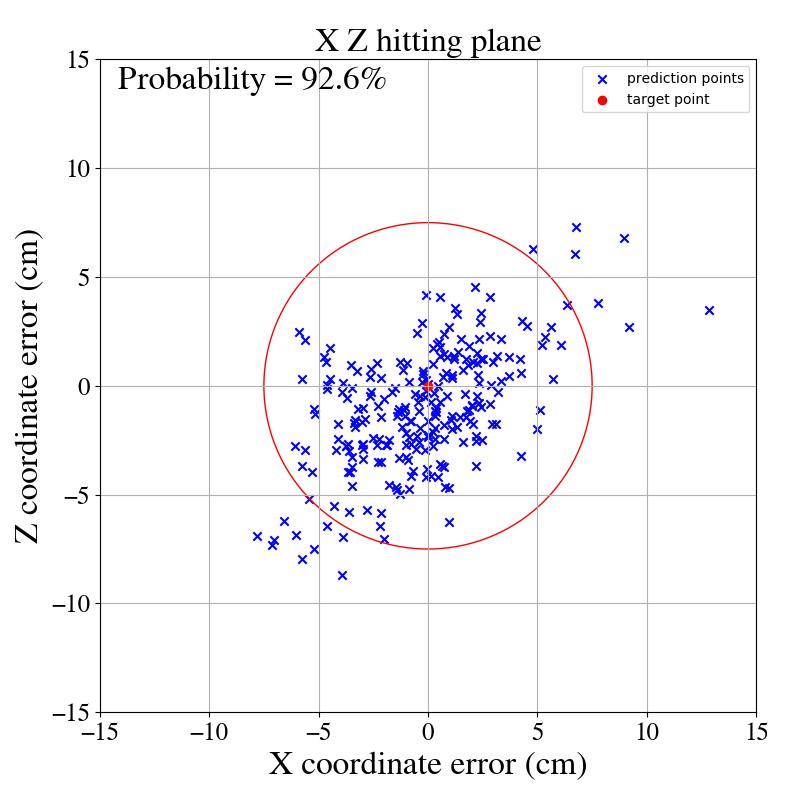 X Z hitting plane
Probability = 92.6%
prediction points
target point
15
10
5
0
−5
−10
−15
Z coordinate error (cm)
−15 −10 −5 0 5 10 15
X coordinate error (cm)